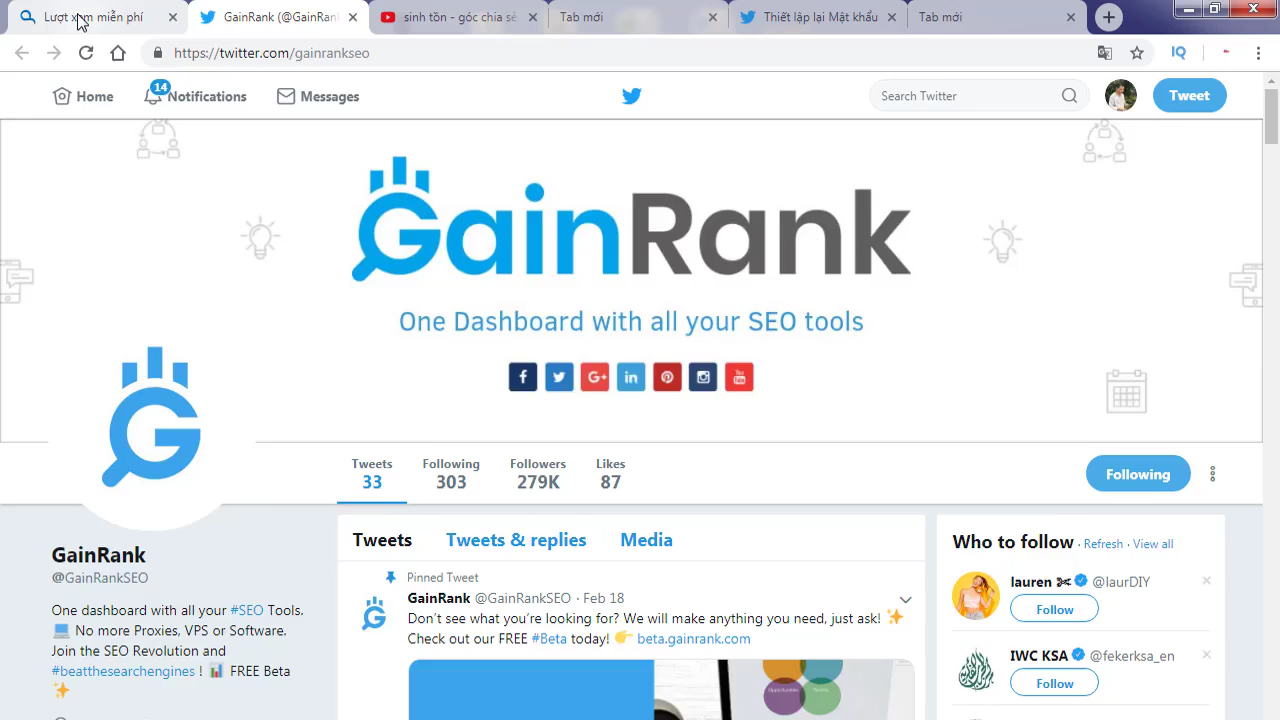 Lượt xem miễn phí
GainRank (@GainRan
sinh tồn - góc chia sẻ
Tab mới
Thiết lập lại Mật khẩu
Tab mới
https://twitter.com/gainrankseo
IQ
Home
14
Notifications
Messages
Search Twitter
Tweet
GainRank
One Dashboard with all your SEO tools
Tweets Following Followers Likes
33 303 279K 87
Following
GainRank
@GainRankSEO
One dashboard with all your #SEO Tools.
No more Proxies, VPS or Software.
Join the SEO Revolution and
#beatthesearchengines ! FREE Beta
Tweets Tweets & replies Media
Pinned Tweet
GainRank @GainRankSEO · Feb 18
Don't see what you're looking for? We will make anything you need, just ask!
Check out our FREE #Beta today! beta.gainrank.com
Who to follow · Refresh · View all
lauren @laurDIY
Follow
IWC KSA @fekerksa_en
Follow